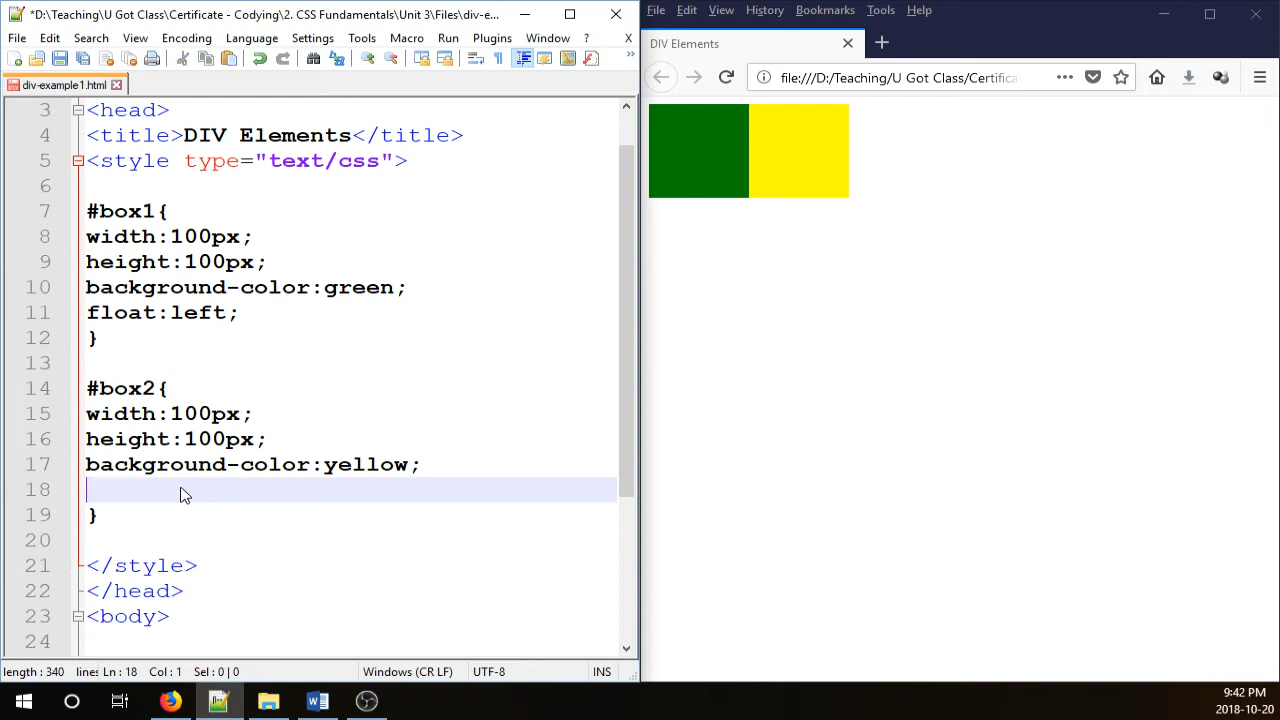 *D:\Teaching\U Got Class\Certificate - Codying\2. CSS Fundamentals\Unit 3\Files\div-e...
File Edit Search View Encoding Language Settings Tools Macro Run Plugins Window ? X
div-example1.html
3 <head>
4 <title>DIV Elements</title>
5 <style type="text/css">
6
7 #box1{
8 width:100px;
9 height:100px;
10 background-color:green;
11 float:left;
12 }
13
14 #box2{
15 width:100px;
16 height:100px;
17 background-color:yellow;
18
19 }
20
21 </style>
22 </head>
23 <body>
24
length : 340 lines Ln : 18 Col : 1 Sel : 0 | 0 Windows (CR LF) UTF-8 INS
File Edit View History Bookmarks Tools Help
DIV Elements
file:///D:/Teaching/U Got Class/Certifica
9:42 PM
2018-10-20